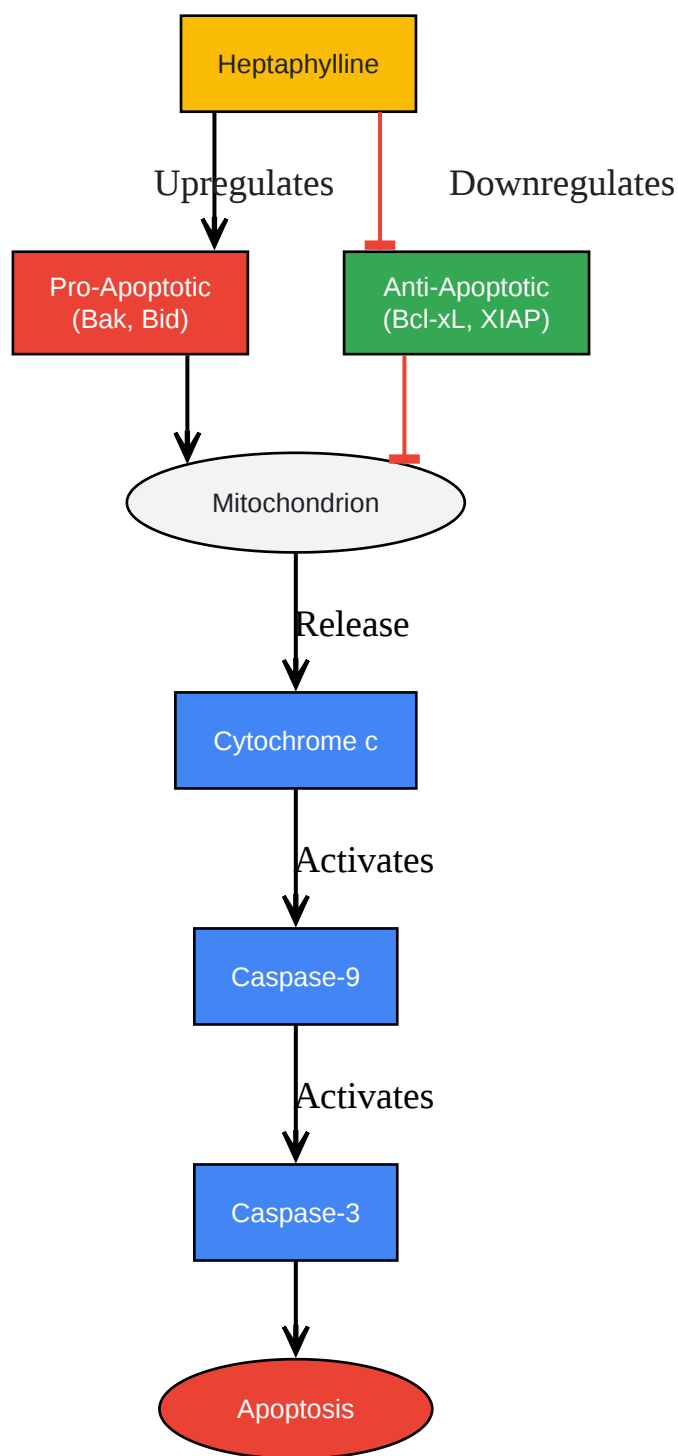 Heptaphylline
Upregulates
Downregulates
Pro-Apoptotic
(Bak, Bid)
Anti-Apoptotic
(Bcl-xL, XIAP)
Mitochondrion
Release
Cytochrome c
Activates
Caspase-9
Activates
Caspase-3
Apoptosis